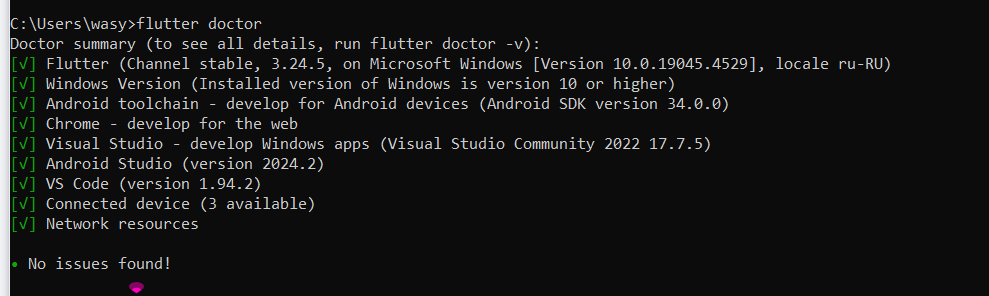 C:\Users\wasy>flutter doctor
Doctor summary (to see all details, run flutter doctor -v):
[√] Flutter (Channel stable, 3.24.5, on Microsoft Windows [Version 10.0.19045.4529], locale ru-RU)
[√] Windows Version (Installed version of Windows is version 10 or higher)
[√] Android toolchain - develop for Android devices (Android SDK version 34.0.0)
[√] Chrome - develop for the web
[√] Visual Studio - develop Windows apps (Visual Studio Community 2022 17.7.5)
[√] Android Studio (version 2024.2)
[√] VS Code (version 1.94.2)
[√] Connected device (3 available)
[√] Network resources
• No issues found!